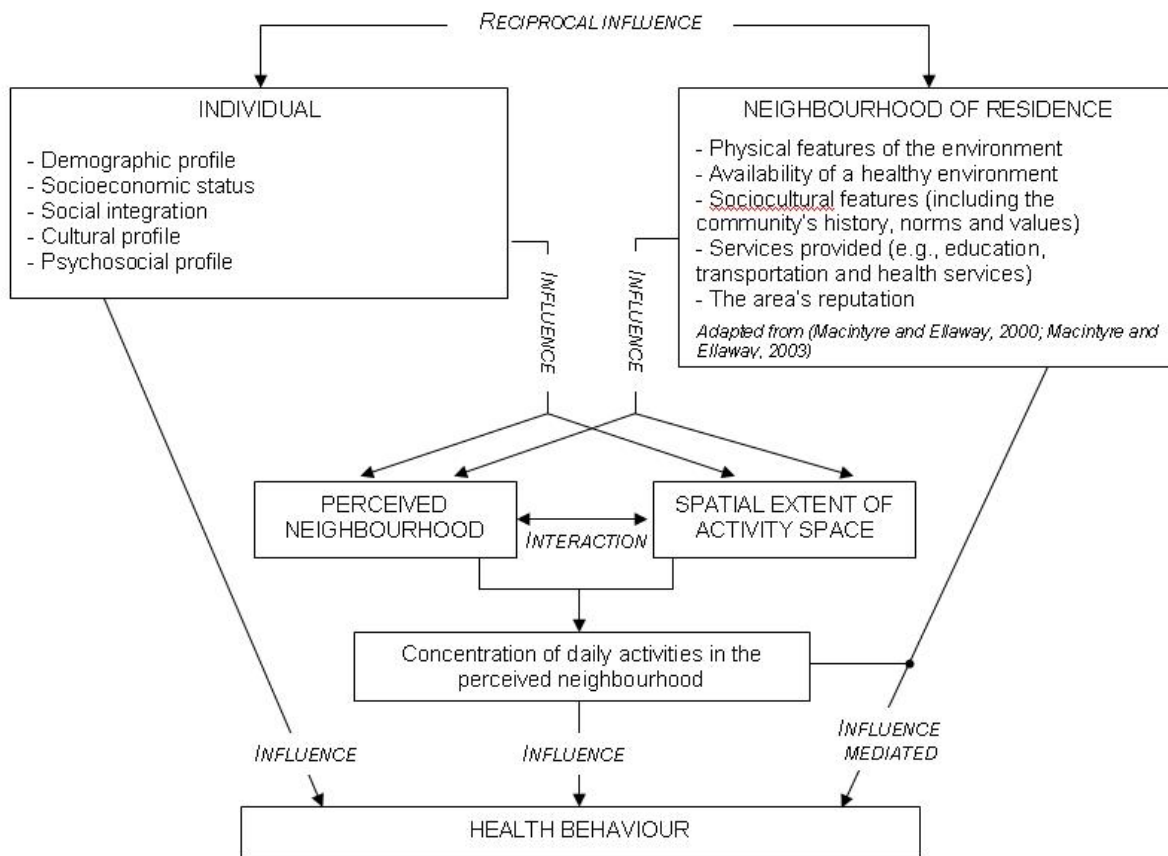 RECIPROCAL INFLUENCE
INDIVIDUAL
- Demographic profile
- Socioeconomic status
- Social integration
- Cultural profile
- Psychosocial profile
NEIGHBOURHOOD OF RESIDENCE
- Physical features of the environment
- Availability of a healthy environment
- Sociocultural features (including the
community's history, norms and values)
- Services provided (e.g., education,
transportation and health services)
- The area's reputation
Adapted from (Macintyre and Ellaway, 2000; Macintyre and
Ellaway, 2003)
INFLUENCE
INFLUENCE
PERCEIVED
NEIGHBOURHOOD
INTERACTION
SPATIAL EXTENT OF
ACTIVITY SPACE
Concentration of daily activities in the
perceived neighbourhood
INFLUENCE
INFLUENCE
INFLUENCE
MEDIATED
HEALTH BEHAVIOUR